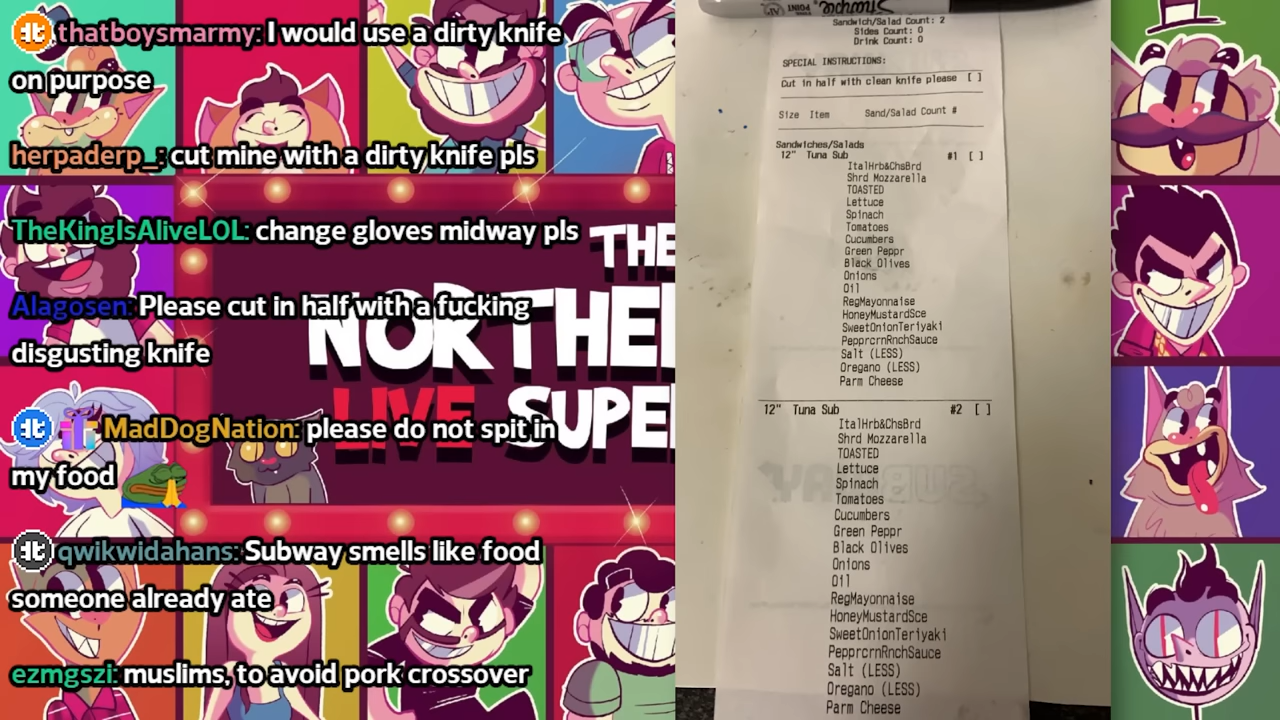 thatboysmarmy: I would use a dirty knife
on purpose
herpaderp_: cut mine with a dirty knife pls
TheKingIsAliveLOL: change gloves midway pls
Alagosen: Please cut in half with a fucking
disgusting knife
MadDogNation: please do not spit in
my food
qwikwidahans: Subway smells like food
someone already ate
ezmgszi: muslims, to avoid pork crossover
THE
NORTHE
LIVE SUPE
Sharpie
FINE POINT
Sandwich/Salad Count: 2
Sides Count: 0
Drink Count: 0
SPECIAL INSTRUCTIONS:
Cut in half with clean knife please [ ]
Size Item Sand/Salad Count #
Sandwiches/Salads
12" Tuna Sub #1 [ ]
ItalHrb&ChsBrd
Shrd Mozzarella
TOASTED
Lettuce
Spinach
Tomatoes
Cucumbers
Green Peppr
Black Olives
Onions
Oil
RegMayonnaise
HoneyMustardSce
SweetOnionTeriyaki
PepprcrnRnchSauce
Salt (LESS)
Oregano (LESS)
Parm Cheese
12" Tuna Sub #2 [ ]
ItalHrb&ChsBrd
Shrd Mozzarella
TOASTED
Lettuce
Spinach
Tomatoes
Cucumbers
Green Peppr
Black Olives
Onions
Oil
RegMayonnaise
HoneyMustardSce
SweetOnionTeriyaki
PepprcrnRnchSauce
Salt (LESS)
Oregano (LESS)
Parm Cheese
SUBWAY